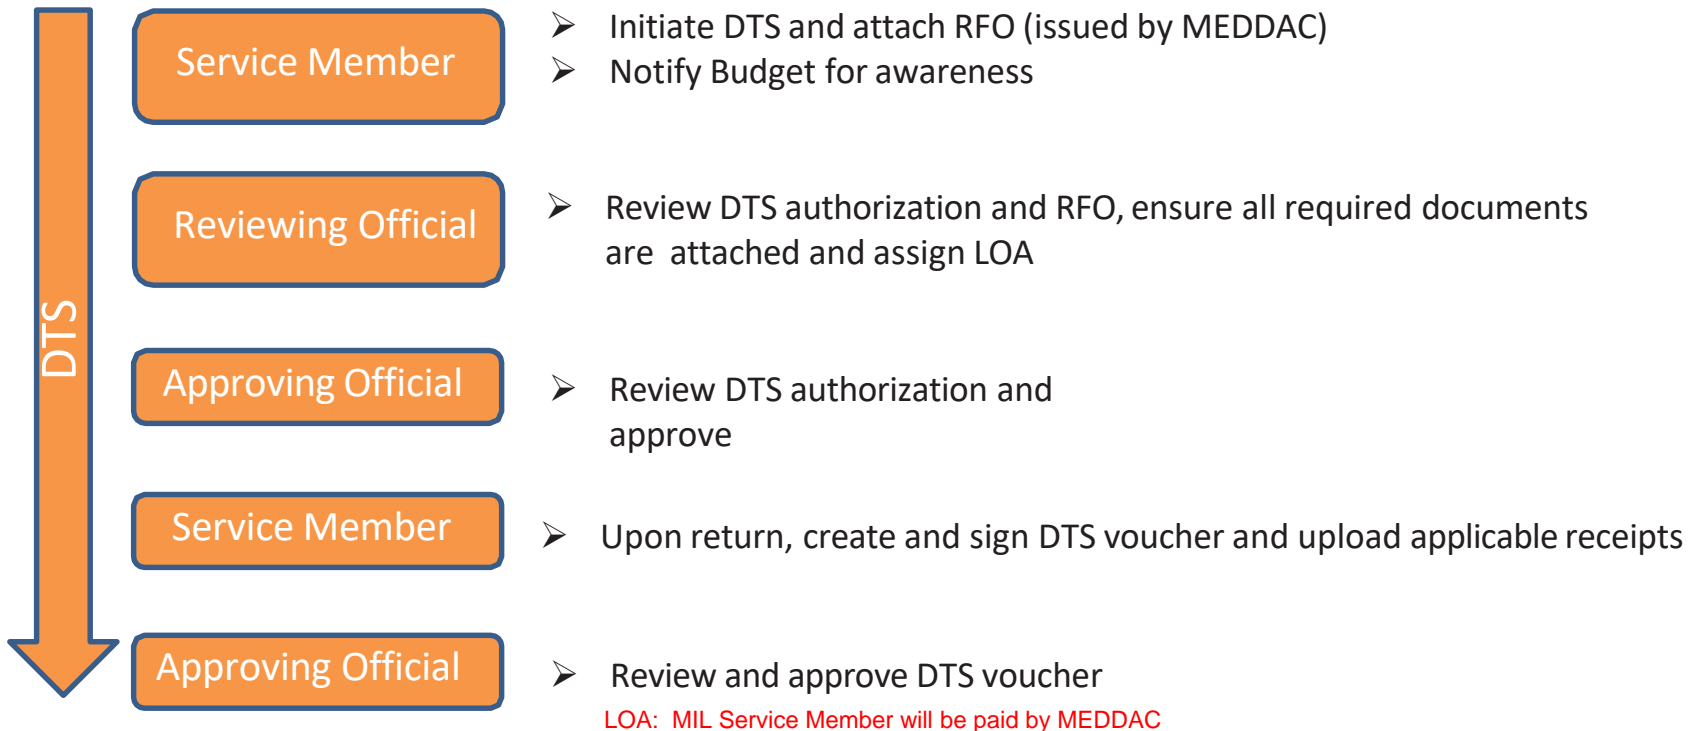 DTS
Service Member
➢ Initiate DTS and attach RFO (issued by MEDDAC)
➢ Notify Budget for awareness
Reviewing Official
➢ Review DTS authorization and RFO, ensure all required documents
are attached and assign LOA
Approving Official
➢ Review DTS authorization and
approve
Service Member
➢ Upon return, create and sign DTS voucher and upload applicable receipts
Approving Official
➢ Review and approve DTS voucher
LOA: MIL Service Member will be paid by MEDDAC